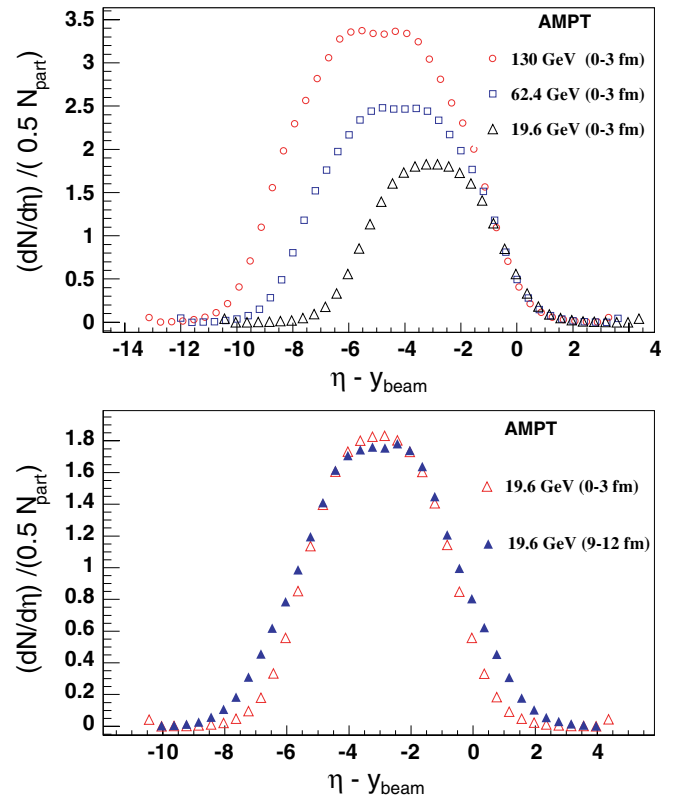 AMPT
130 GeV (0-3 fm)
62.4 GeV (0-3 fm)
19.6 GeV (0-3 fm)
(dN/dη) /( 0.5 N_part)
3.5
3
2.5
2
1.5
1
0.5
0
-14 -12 -10 -8 -6 -4 -2 0 2 4
η - y_beam
AMPT
19.6 GeV (0-3 fm)
19.6 GeV (9-12 fm)
(dN/dη) /(0.5 N_part)
1.8
1.6
1.4
1.2
1
0.8
0.6
0.4
0.2
0
-10 -8 -6 -4 -2 0 2 4
η - y_beam